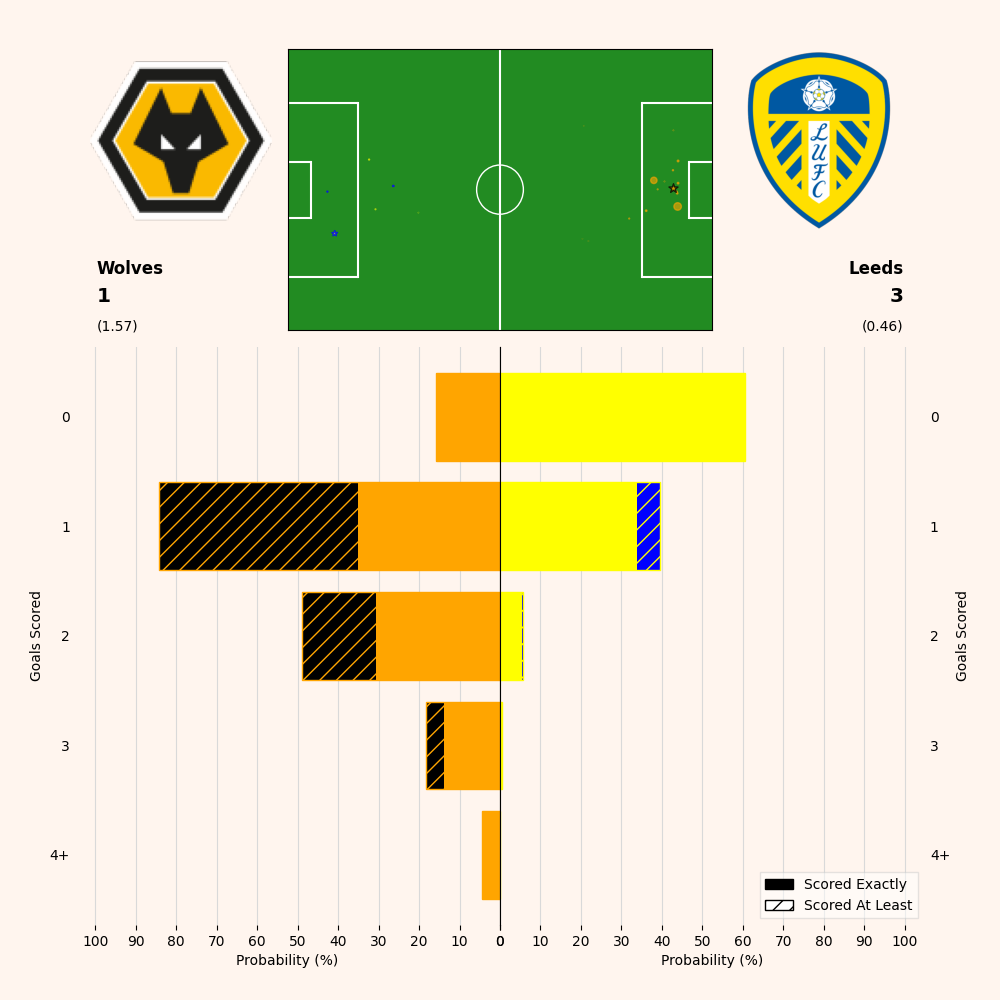 L
U
F
C
Wolves
Leeds
1
3
(1.57)
(0.46)
0
0
1
1
2
2
3
3
4+
4+
Goals Scored
Goals Scored
Scored Exactly
Scored At Least
100 90 80 70 60 50 40 30 20 10 0 0 10 20 30 40 50 60 70 80 90 100
Probability (%)
Probability (%)